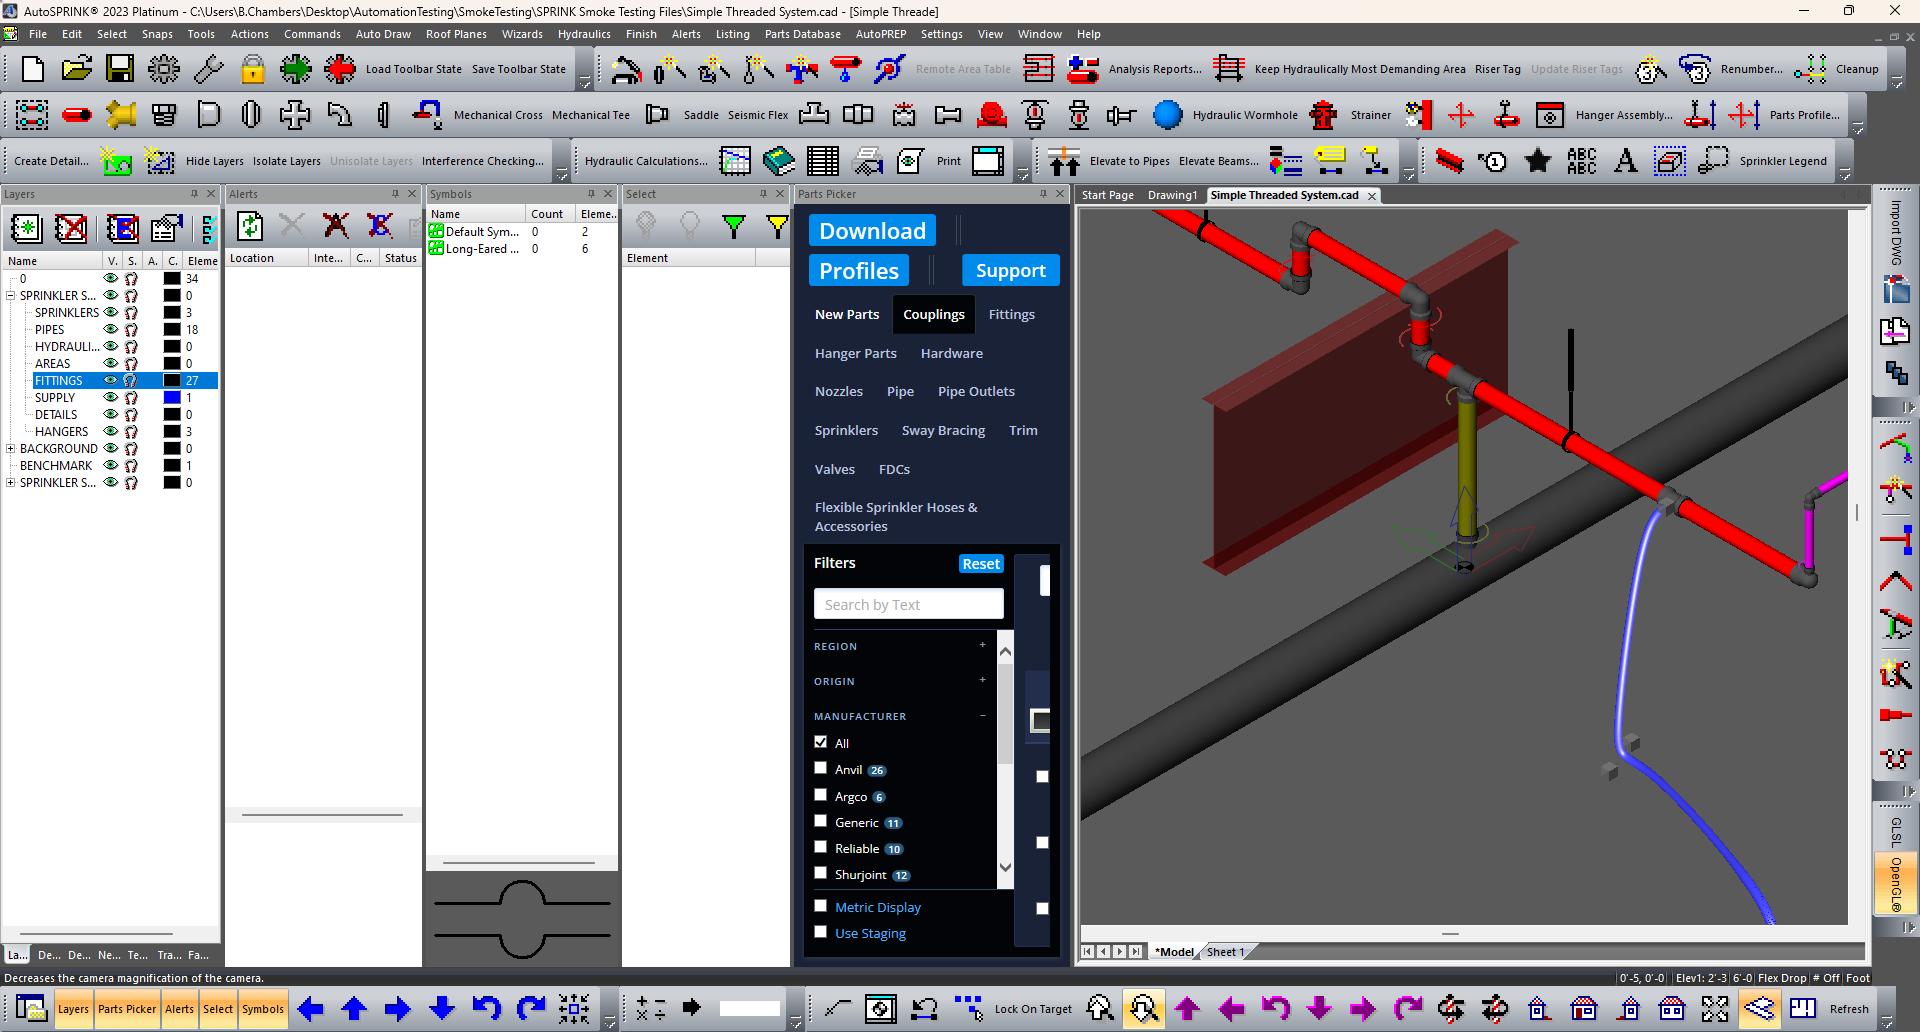 AutoSPRINK® 2023 Platinum - C:\Users\B.Chambers\Desktop\AutomationTesting\SmokeTesting\SPRINK Smoke Testing Files\Simple Threaded System.cad - [Simple Threade]
File Edit Select Snaps Tools Actions Commands Auto Draw Roof Planes Wizards Hydraulics Finish Alerts Listing Parts Database AutoPREP Settings View Window Help
Load Toolbar State Save Toolbar State Remote Area Table Analysis Reports... Keep Hydraulically Most Demanding Area Riser Tag Update Riser Tags Renumber... Cleanup
Mechanical Cross Mechanical Tee Saddle Seismic Flex Hydraulic Wormhole Strainer Hanger Assembly... Parts Profile...
Create Detail... Hide Layers Isolate Layers Unisolate Layers Interference Checking... Hydraulic Calculations... Print Elevate to Pipes Elevate Beams... Sprinkler Legend
Layers
Name V. S. A. C. Eleme
0 34
SPRINKLER S... 0
SPRINKLERS 3
PIPES 18
HYDRAULI... 0
AREAS 0
FITTINGS 27
SUPPLY 1
DETAILS 0
HANGERS 3
BACKGROUND 0
BENCHMARK 1
SPRINKLER S... 0
La... De... De... Ne... Te... Tra... Fa...
Alerts
Location Inte... C... Status
Symbols
Name Count Eleme...
Default Sym... 0 2
Long-Eared ... 0 6
Select
Element
Parts Picker
Download
Profiles Support
New Parts Couplings Fittings
Hanger Parts Hardware
Nozzles Pipe Pipe Outlets
Sprinklers Sway Bracing Trim
Valves FDCs
Flexible Sprinkler Hoses &
Accessories
Filters Reset
Search by Text
REGION +
ORIGIN +
MANUFACTURER −
All
Anvil 26
Argco 6
Generic 11
Reliable 10
Shurjoint 12
Metric Display
Use Staging
Start Page Drawing1 Simple Threaded System.cad
*Model Sheet 1
Import DWG
GLSL
OpenGL®
Decreases the camera magnification of the camera.
0'-5, 0'-0 Elev1: 2'-3 6'-0 Flex Drop # Off Foot
Layers Parts Picker Alerts Select Symbols Lock On Target Refresh